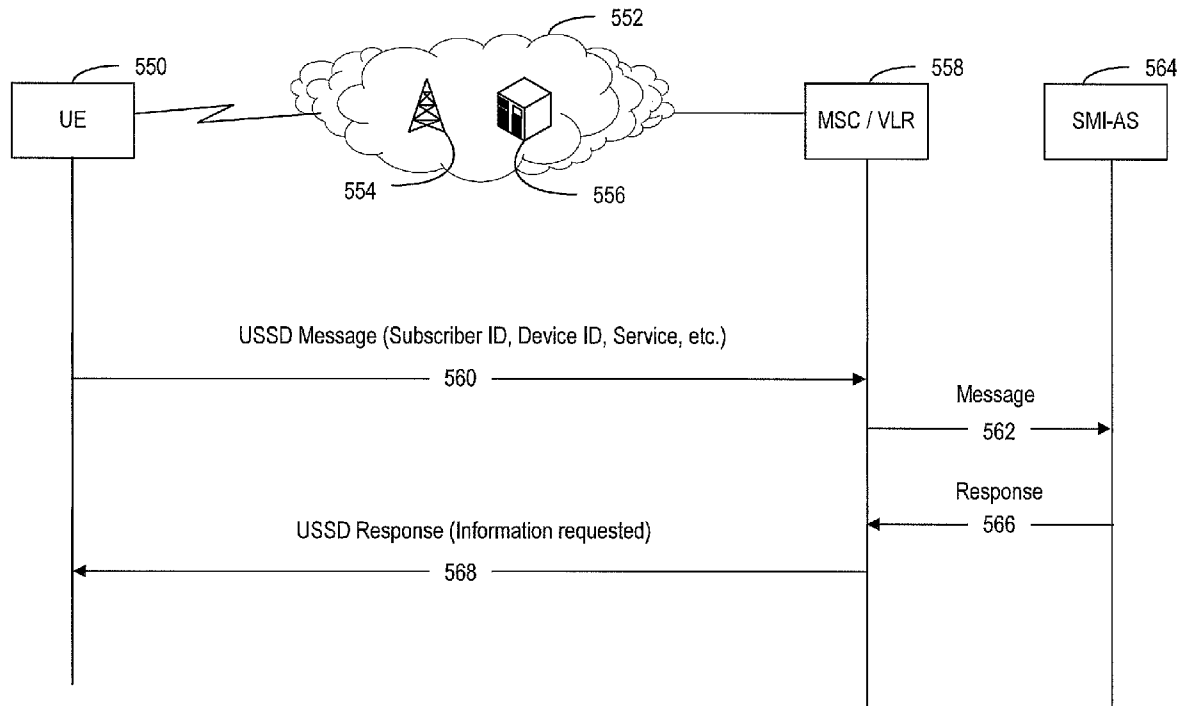 552
550
558
564
UE
MSC / VLR
SMI-AS
554
556
USSD Message (Subscriber ID, Device ID, Service, etc.)
560
Message
562
Response
566
USSD Response (Information requested)
568